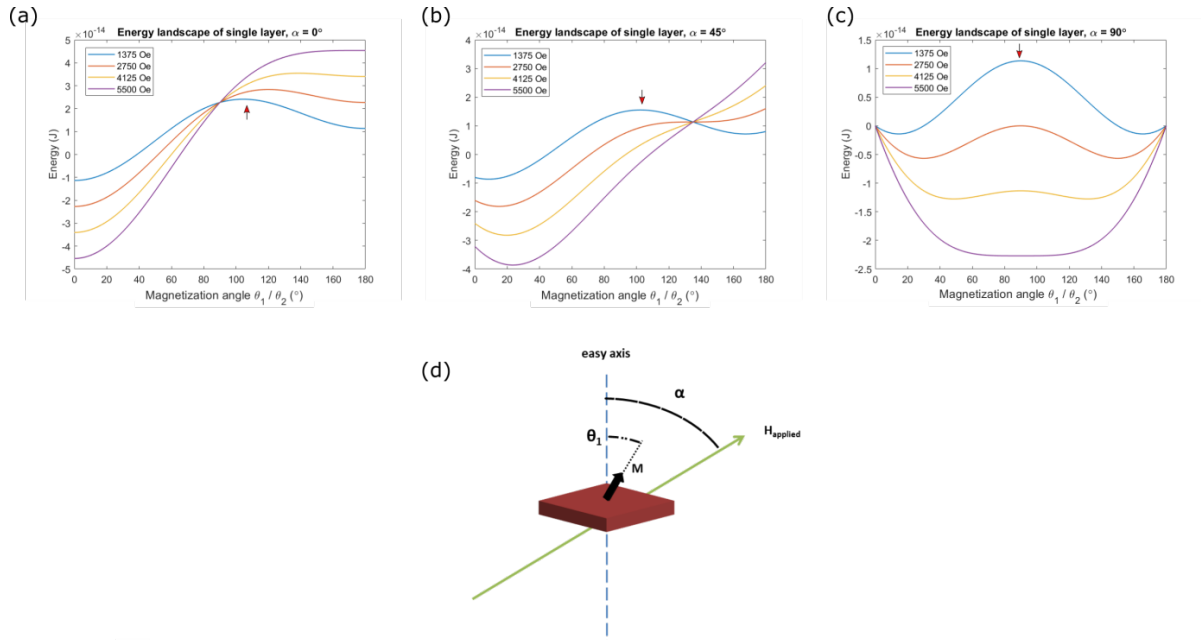 (a)
×10⁻¹⁴ Energy landscape of single layer, α = 0°
1375 Oe
2750 Oe
4125 Oe
5500 Oe
Energy (J)
5
4
3
2
1
0
-1
-2
-3
-4
-5
0 20 40 60 80 100 120 140 160 180
Magnetization angle θ₁ / θ₂ (°)
(b)
×10⁻¹⁴ Energy landscape of single layer, α = 45°
1375 Oe
2750 Oe
4125 Oe
5500 Oe
Energy (J)
4
3
2
1
0
-1
-2
-3
-4
0 20 40 60 80 100 120 140 160 180
Magnetization angle θ₁ / θ₂ (°)
(c)
×10⁻¹⁴ Energy landscape of single layer, α = 90°
1375 Oe
2750 Oe
4125 Oe
5500 Oe
Energy (J)
1.5
1
0.5
0
-0.5
-1
-1.5
-2
-2.5
0 20 40 60 80 100 120 140 160 180
Magnetization angle θ₁ / θ₂ (°)
(d)
easy axis
α
θ₁
H applied
M